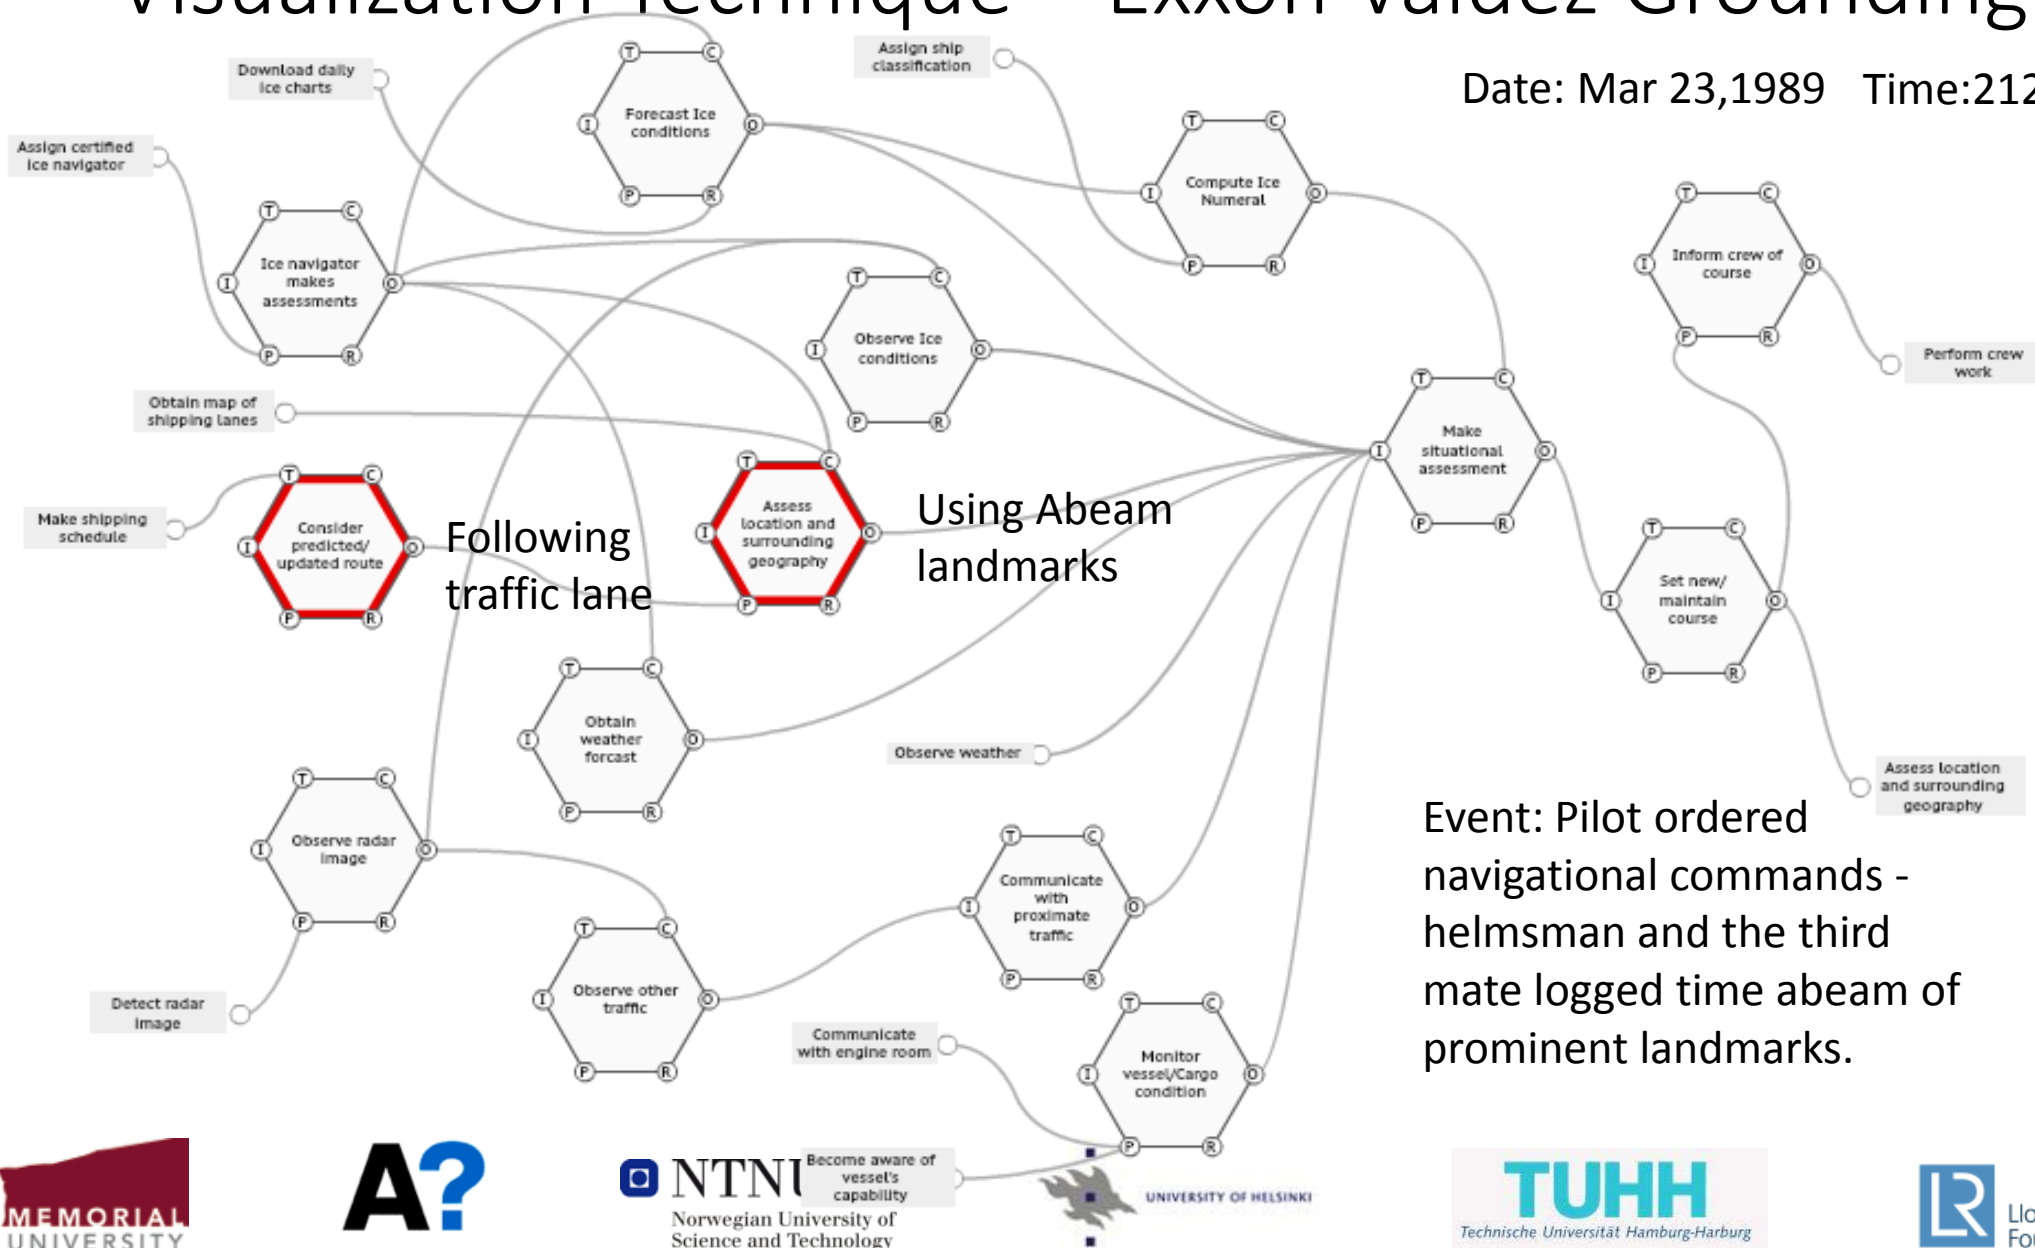 Visualization Technique – Exxon Valdez Grounding
Date: Mar 23,1989 Time:212
Download daily
ice charts
Assign certified
ice navigator
T C
Forecast Ice
conditions
I O
P R
Assign ship
classification
T C
Compute Ice
Numeral
I O
P R
T C
Inform crew of
course
I O
P R
Perform crew
work
T C
Ice navigator
makes
assessments
I O
P R
T C
Observe Ice
conditions
I O
P R
Obtain map of
shipping lanes
T C
Make
situational
assessment
I O
P R
Make shipping
schedule
T C
Consider
predicted/
updated route
I O
P R
Following
traffic lane
T C
Assess
location and
surrounding
geography
I O
P R
Using Abeam
landmarks
T C
Set new/
maintain
course
I O
P R
T C
Obtain
weather
forcast
I O
P R
Observe weather
Assess location
and surrounding
geography
T C
Observe radar
image
I O
P R
Detect radar
image
T C
Observe other
traffic
I O
P R
T C
Communicate
with
proximate
traffic
I O
P R
Communicate
with engine room
T C
Monitor
vessel/Cargo
condition
I O
P R
Become aware of
vessel's
capability
Event: Pilot ordered
navigational commands -
helmsman and the third
mate logged time abeam of
prominent landmarks.
MEMORIAL
UNIVERSITY
A?
NTNU
Norwegian University of
Science and Technology
UNIVERSITY OF HELSINKI
TUHH
Technische Universität Hamburg-Harburg
LR